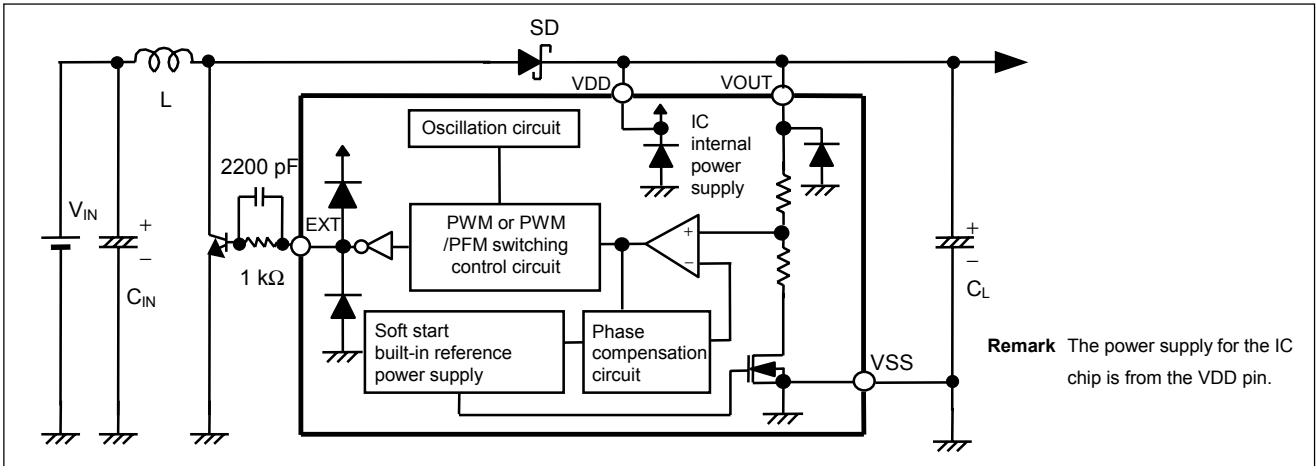 SD
VDD
VOUT
L
Oscillation circuit
IC
internal
power
supply
2200 pF
VIN
+
−
CIN
EXT
1 kΩ
PWM or PWM
/PFM switching
control circuit
+
−
+
−
CL
Soft start
built-in reference
power supply
Phase
compensation
circuit
VSS
Remark The power supply for the IC
chip is from the VDD pin.